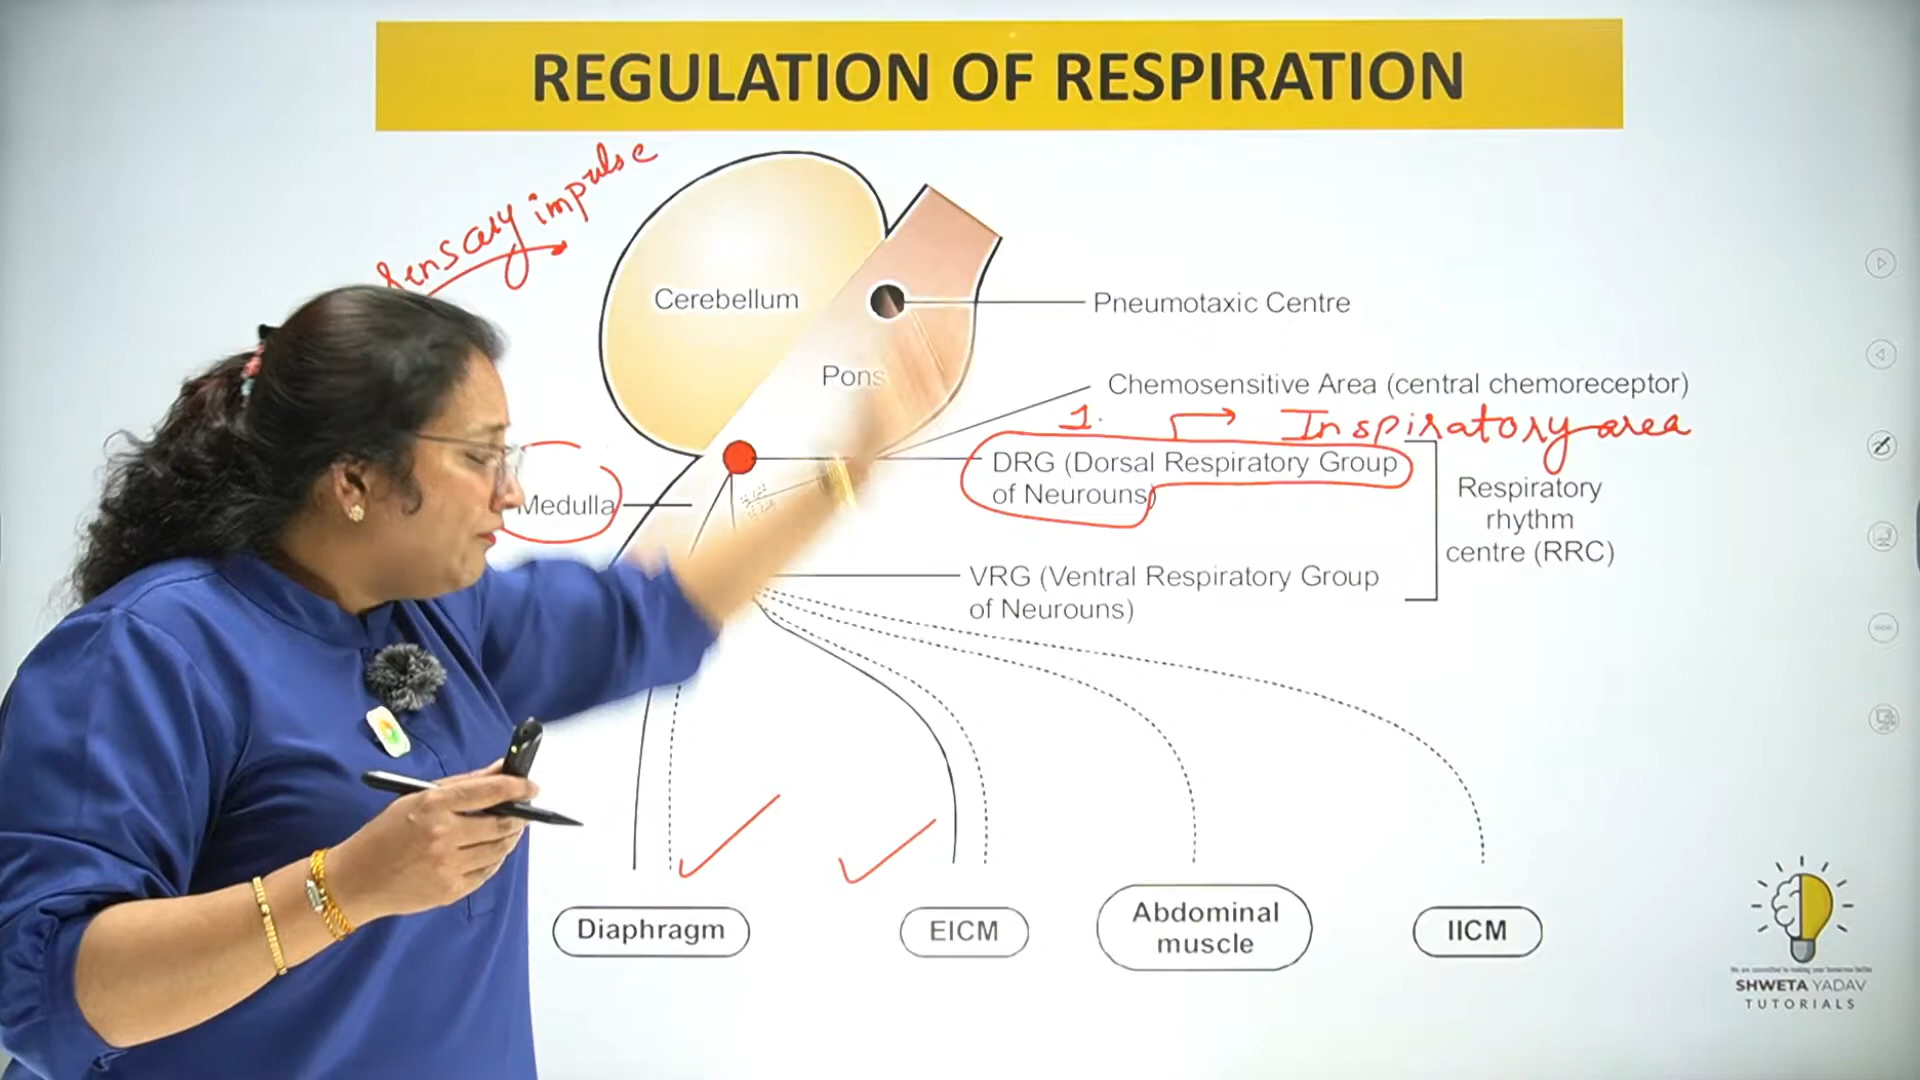 REGULATION OF RESPIRATION
Sensary impulse
Cerebellum
Pneumotaxic Centre
Pons
Chemosensitive Area (central chemoreceptor)
1.
Inspiratory area
DRG (Dorsal Respiratory Group
of Neurouns)
Medulla
Respiratory
rhythm
centre (RRC)
VRG (Ventral Respiratory Group
of Neurouns)
Diaphragm
EICM
Abdominal
muscle
IICM
SHWETA YADAV
TUTORIALS